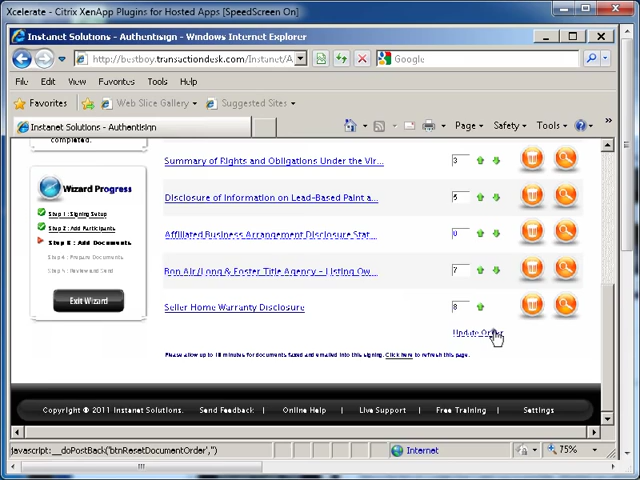 Xcelerate - Citrix XenApp Plugins for Hosted Apps [SpeedScreen On]
Instanet Solutions - Authentisign - Windows Internet Explorer
http://bestboy.transactiondesk.com/Instanet/A
Google
File Edit View Favorites Tools Help
Favorites Web Slice Gallery Suggested Sites
Instanet Solutions - Authentisign
Page Safety Tools
completed.
Summary of Rights and Obligations Under the Vir... 3
Wizard Progress
Disclosure of Information on Lead-Based Paint a... 5
Step 1 : Signing Setup
Step 2 : Add Participants
Affiliated Business Arrangement Disclosure Stat...
Step 3 : Add Documents
Step 4 : Prepare Documents
Step 5 : Review and Send
Bon Air/Long & Foster Title Agency - Listing Ow... 7
Exit Wizard
Seller Home Warranty Disclosure 8
Update Order
Please allow up to 10 minutes for documents faxed and emailed into this signing. Click here to refresh this page.
Copyright © 2011 Instanet Solutions. Send Feedback | Online Help | Live Support | Free Training | Settings
javascript:__doPostBack('btnResetDocumentOrder','')
Internet
75%